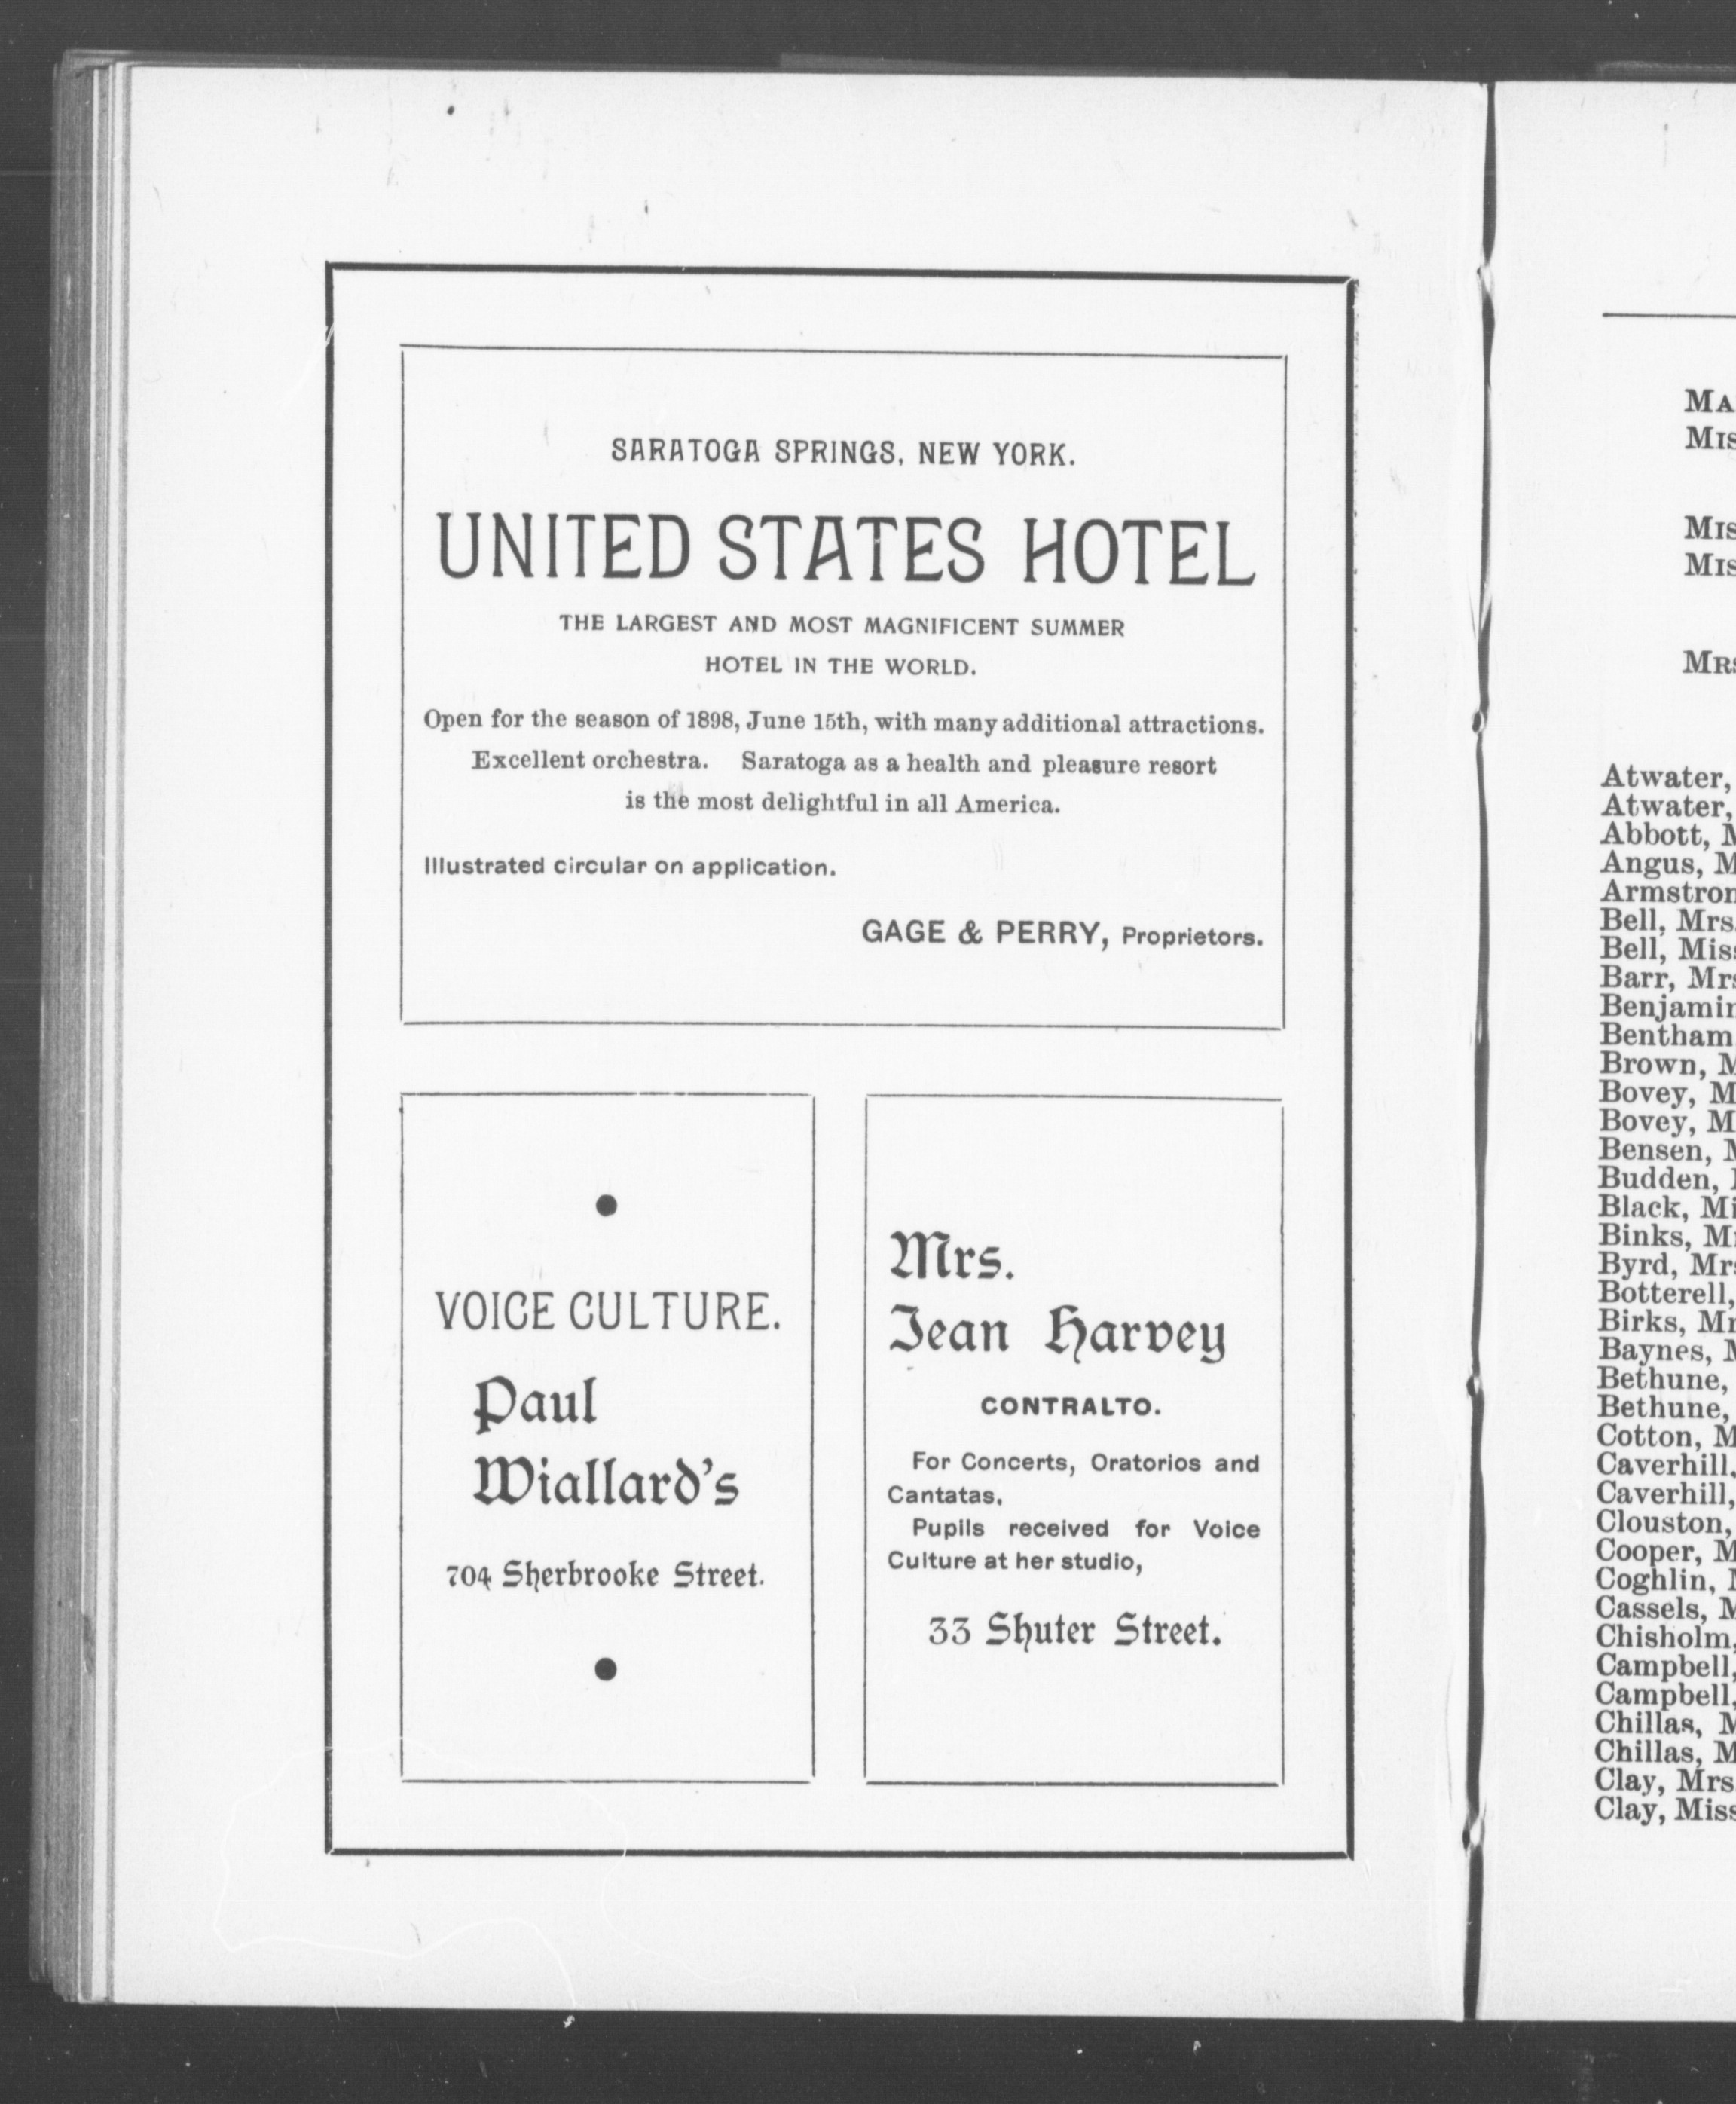 SARATOGA SPRINGS, NEW YORK.
UNITED STATES HOTEL
THE LARGEST AND MOST MAGNIFICENT SUMMER
HOTEL IN THE WORLD.
Open for the season of 1898, June 15th, with many additional attractions.
Excellent orchestra. Saratoga as a health and pleasure resort
is the most delightful in all America.
Illustrated circular on application.
GAGE & PERRY, Proprietors.
VOICE CULTURE.
Paul
Wiallard's
704 Sherbrooke Street.
Mrs.
Jean Harvey
CONTRALTO.
For Concerts, Oratorios and
Cantatas.
Pupils received for Voice
Culture at her studio,
33 Shuter Street.
Atwater,
Atwater,
Abbott,
Angus,
Bell, Mrs.
Bell,
Barr,
Brown,
Bovey,
Bovey,
Bensen,
Budden,
Black,
Binks,
Byrd,
Botterell,
Birks,
Baynes,
Bethune,
Bethune,
Cotton,
Caverhill,
Caverhill,
Clouston,
Cooper,
Coghlin,
Cassels,
Chisholm,
Campbell,
Campbell,
Chillas,
Chillas,
Clay, Mrs
Clay, Miss